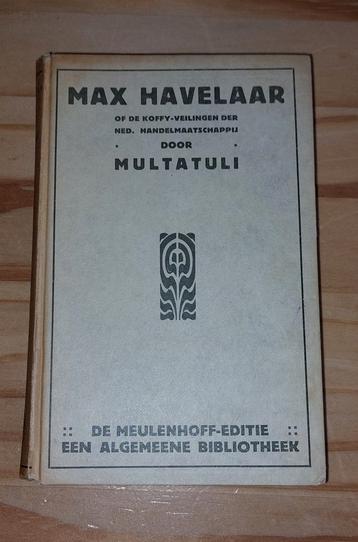 MAX HAVELAAR
OF DE KOFFY-VEILINGEN DER
NED. HANDELMAATSCHAPPIJ
· DOOR ·
MULTATULI
:: DE MEULENHOFF-EDITIE ::
EEN ALGEMEENE BIBLIOTHEEK